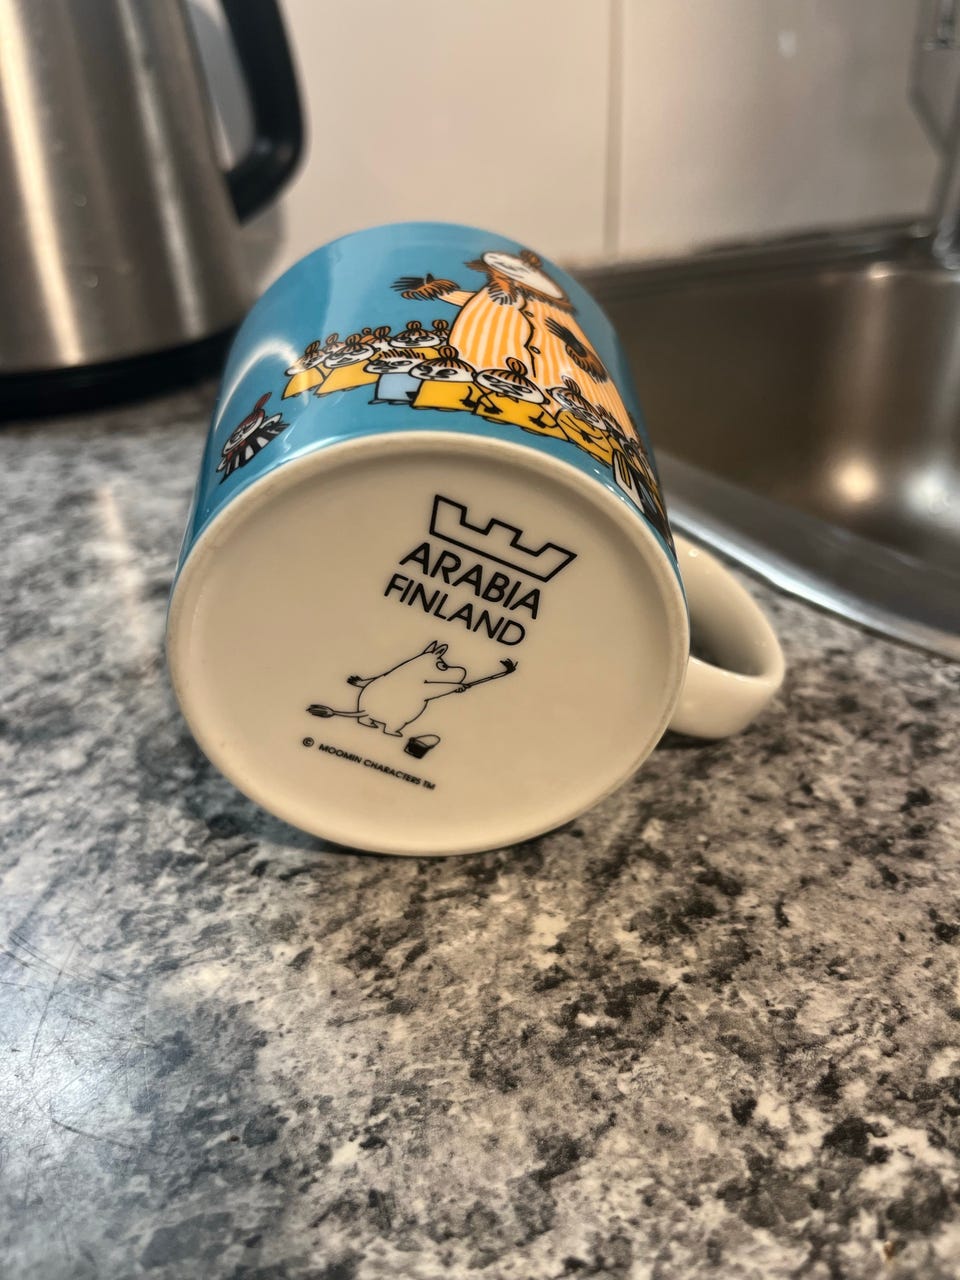 ARABIA
FINLAND
© MOOMIN CHARACTERS ™